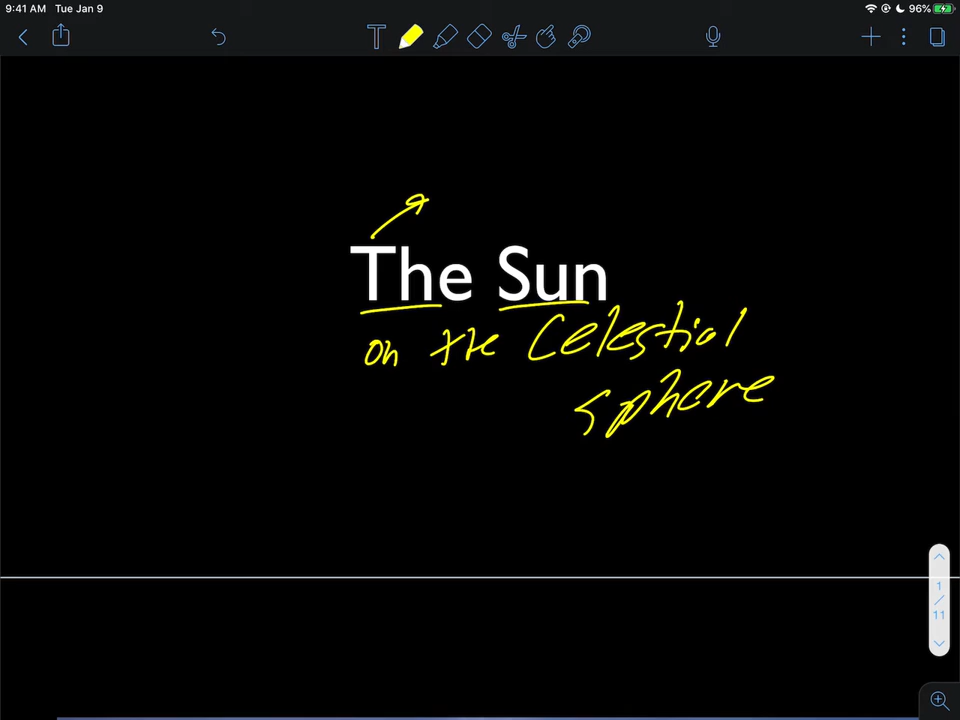 9:41 AM Tue Jan 9 96%
T
The Sun
on the Celestial
sphere
1
/
11